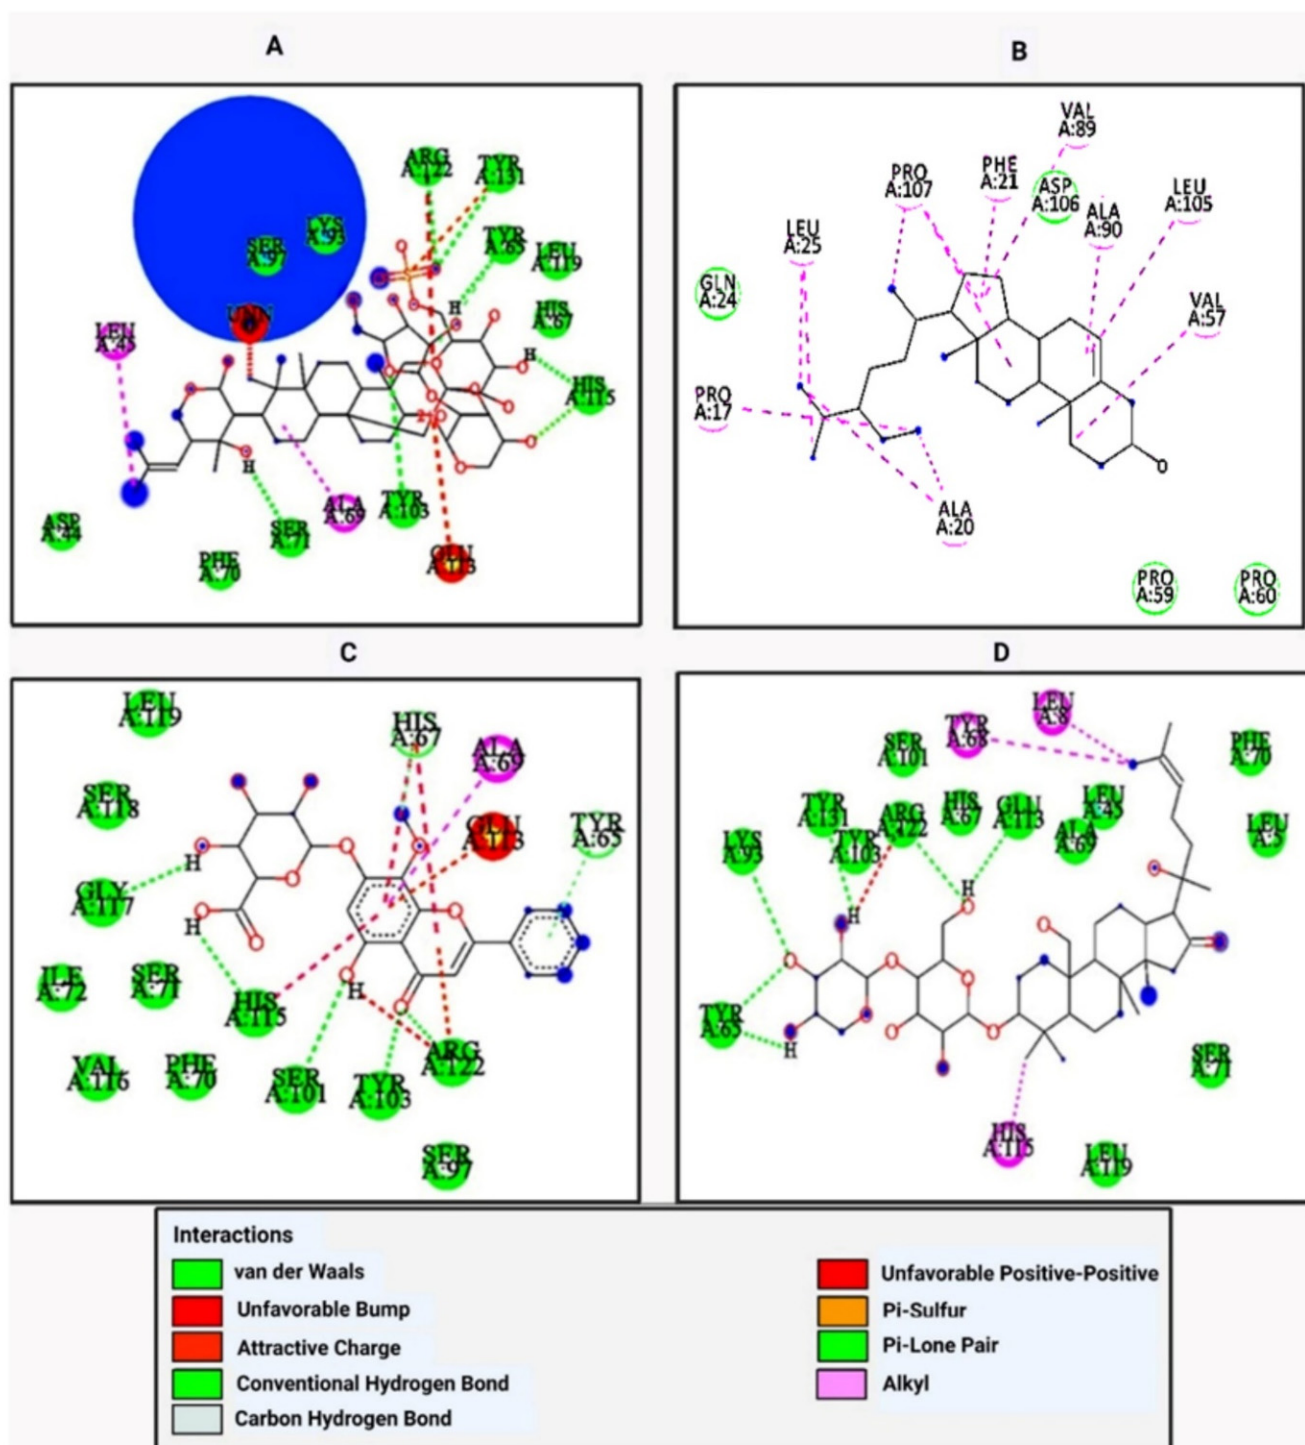 A
B
ARG
A:122
TYR
A:131
SER
A:97
LYS
A:93
TYR
A:65
LEU
A:119
HIS
A:67
UNN
LEU
A:45
HIS
A:115
H
O
ASP
A:44
PHE
A:70
SER
A:71
ALA
A:69
TYR
A:103
GLU
A:113
VAL
A:89
PRO
A:107
PHE
A:21
ASP
A:106
ALA
A:90
LEU
A:105
LEU
A:25
GLN
A:24
VAL
A:57
PRO
A:17
O
ALA
A:20
PRO
A:59
PRO
A:60
C
D
LEU
A:119
HIS
A:67
ALA
A:69
SER
A:118
GLU
A:113
TYR
A:65
GLY
A:117
ILE
A:72
SER
A:71
HIS
A:115
VAL
A:116
PHE
A:70
SER
A:101
TYR
A:103
ARG
A:122
SER
A:97
H
O
LEU
A:8
TYR
A:68
SER
A:101
PHE
A:70
TYR
A:131
TYR
A:103
ARG
A:122
HIS
A:67
GLU
A:113
ALA
A:69
LEU
A:45
LEU
A:5
LYS
A:93
TYR
A:65
SER
A:71
HIS
A:115
LEU
A:119
H
O
Interactions
van der Waals
Unfavorable Bump
Attractive Charge
Conventional Hydrogen Bond
Carbon Hydrogen Bond
Unfavorable Positive-Positive
Pi-Sulfur
Pi-Lone Pair
Alkyl